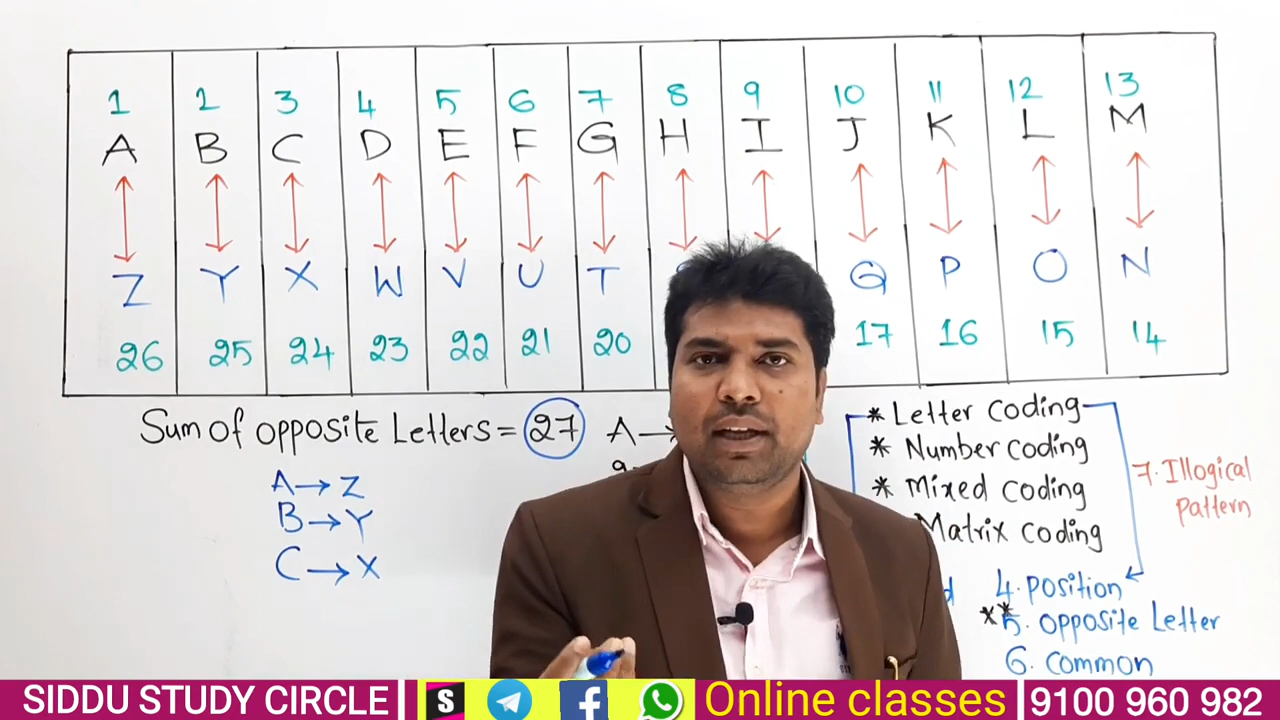 1 2 3 4 5 6 7 8 9 10 11 12 13
A B C D E F G H I J K L M
Z Y X W V U T Q P O N
26 25 24 23 22 21 20 17 16 15 14
Sum of opposite Letters = 27
A → Z
B → Y
C → X
A →
* Letter coding
* Number coding
* Mixed coding
Matrix coding
7. Illogical
pattern
4. position
** 5. opposite Letter
6. common
SIDDU STUDY CIRCLE
S
Online classes
9100 960 982